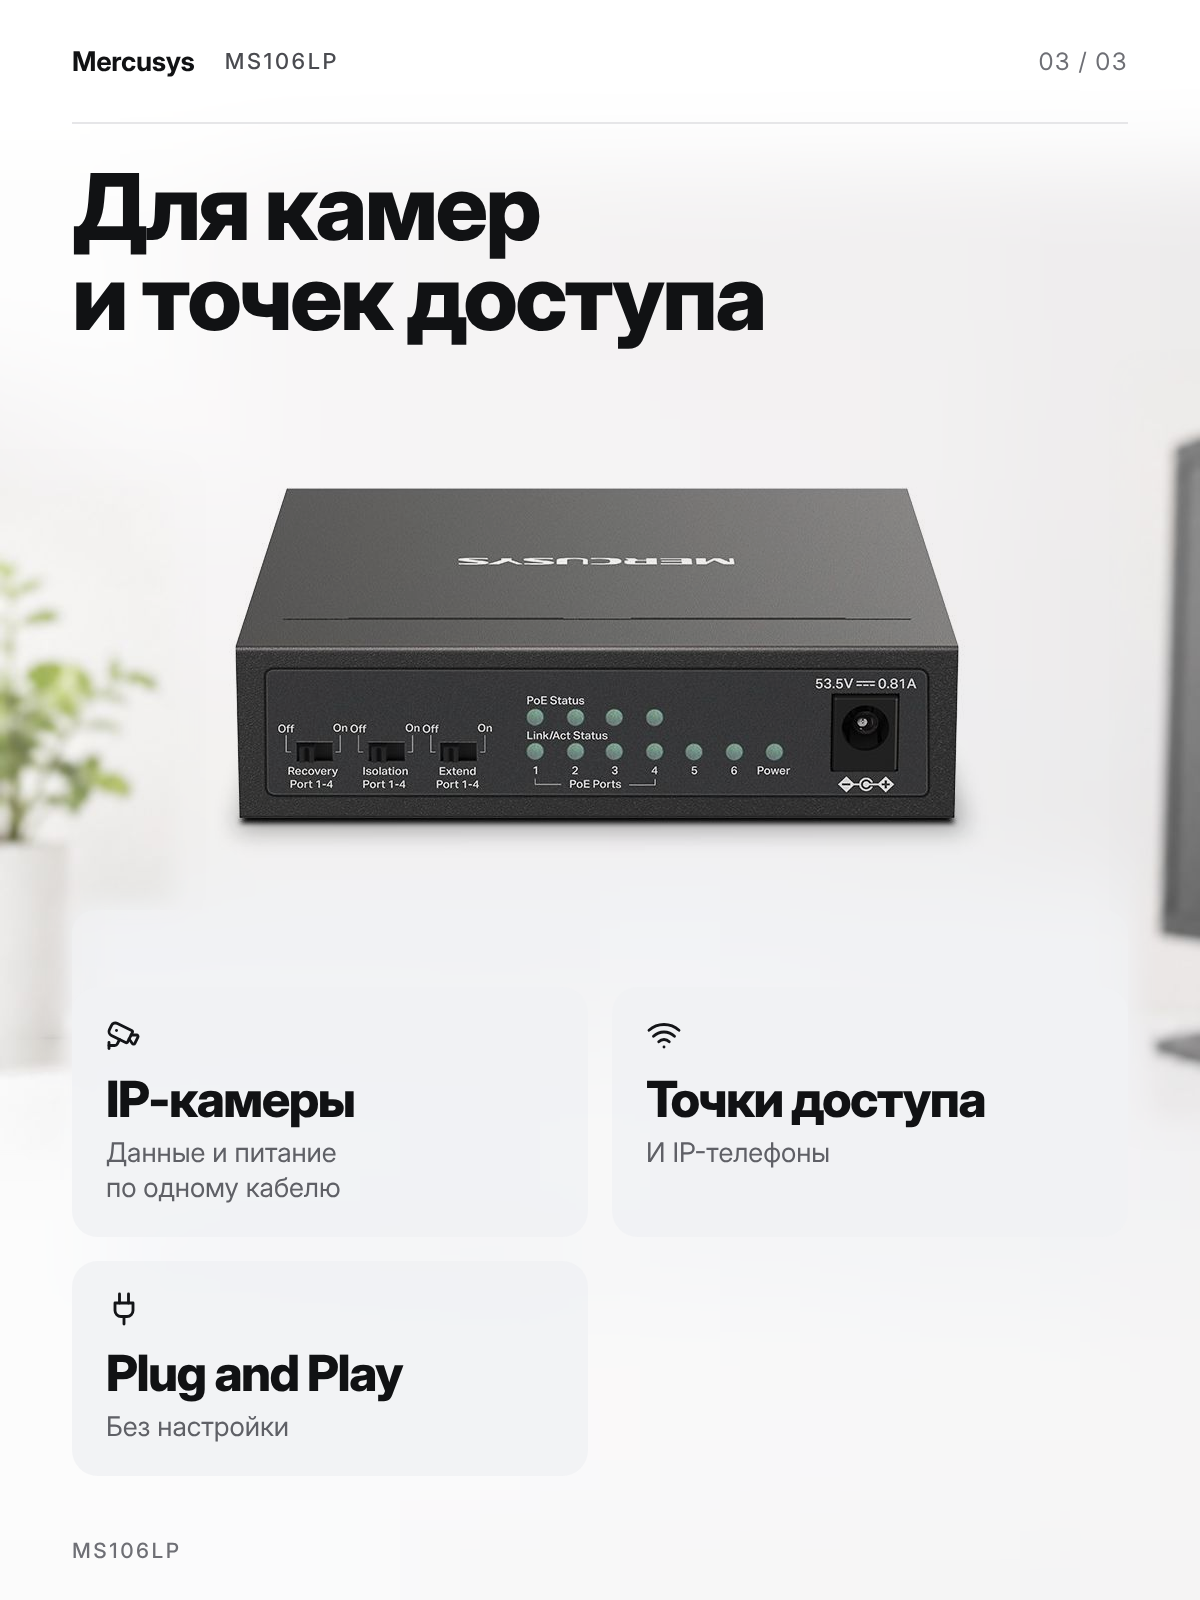 Mercusys MS106LP 03 / 03
Для камер
и точек доступа
MERCUSYS
53.5V 0.81A
PoE Status
Off On Off On Off On
Link/Act Status
Recovery Isolation Extend
Port 1-4 Port 1-4 Port 1-4
1 2 3 4 5 6 Power
PoE Ports
IP-камеры
Данные и питание
по одному кабелю
Точки доступа
И IP-телефоны
Plug and Play
Без настройки
MS106LP